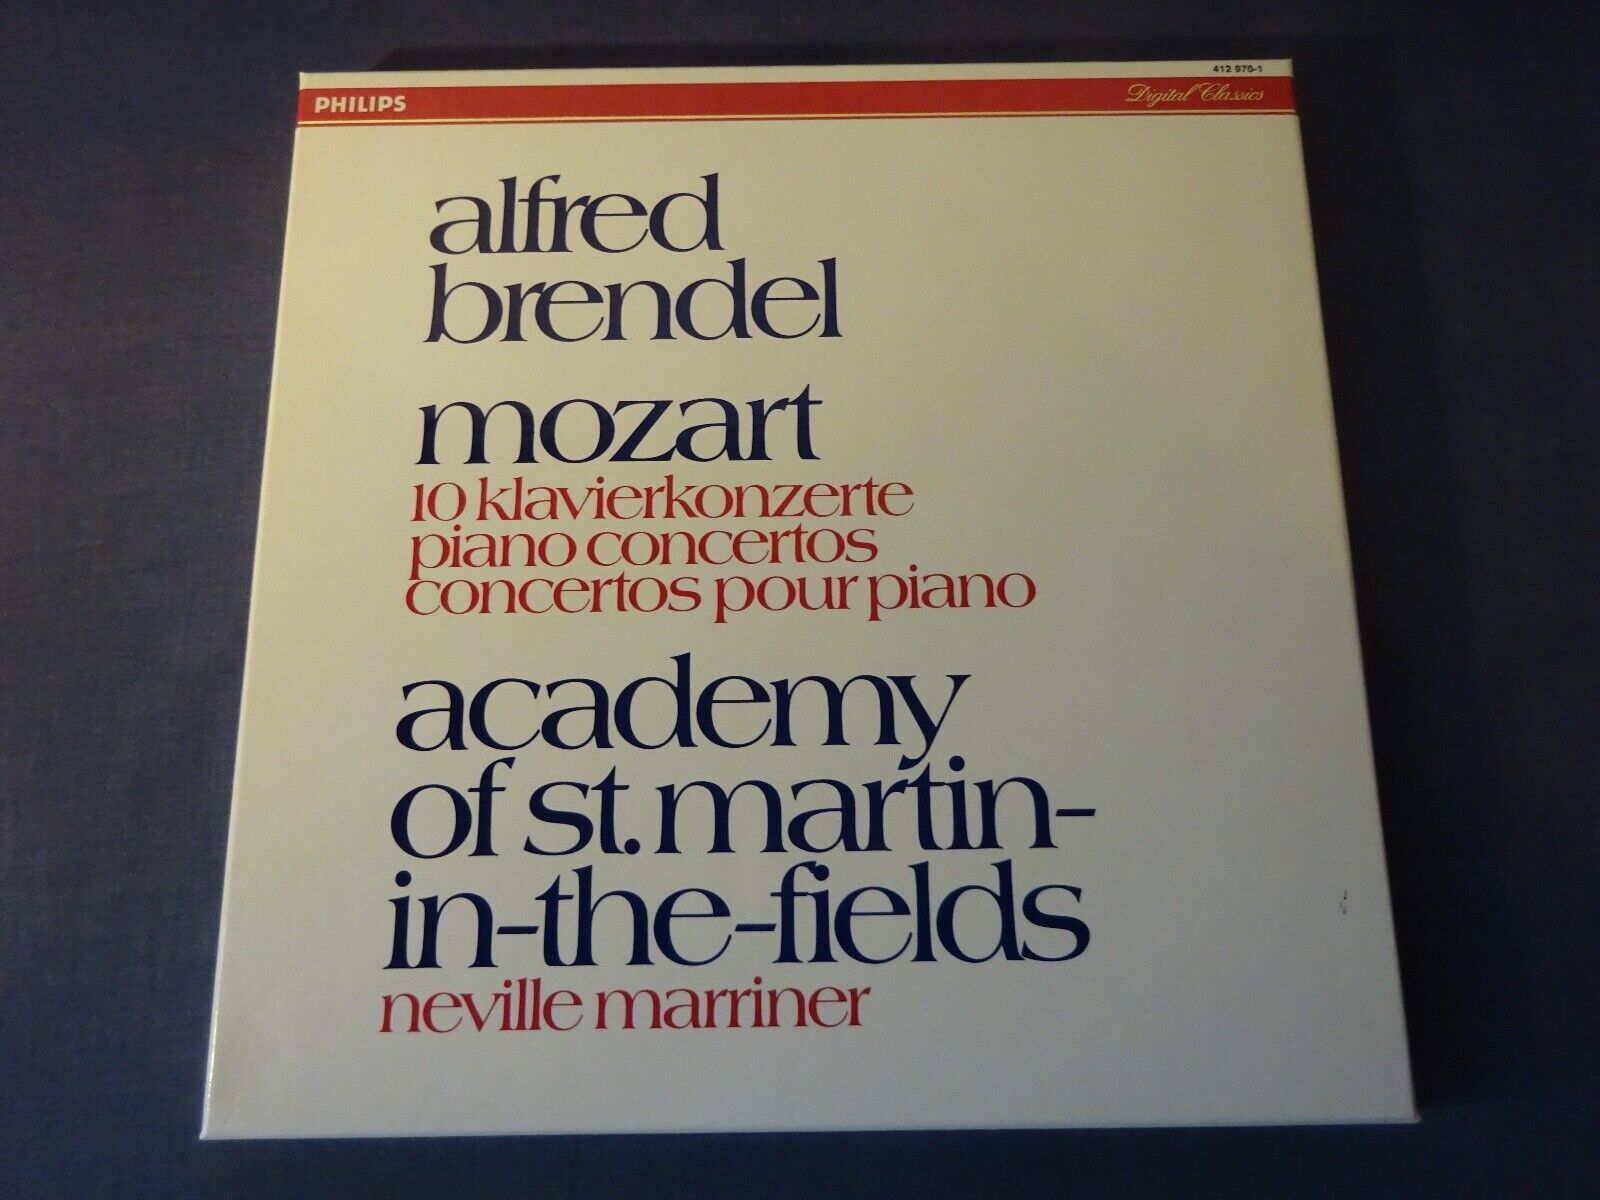 412 970-1
PHILIPS
Digital Classics
alfred
brendel
mozart
10 klavierkonzerte
piano concertos
concertos pour piano
academy
of st. martin-
in-the-fields
neville marriner